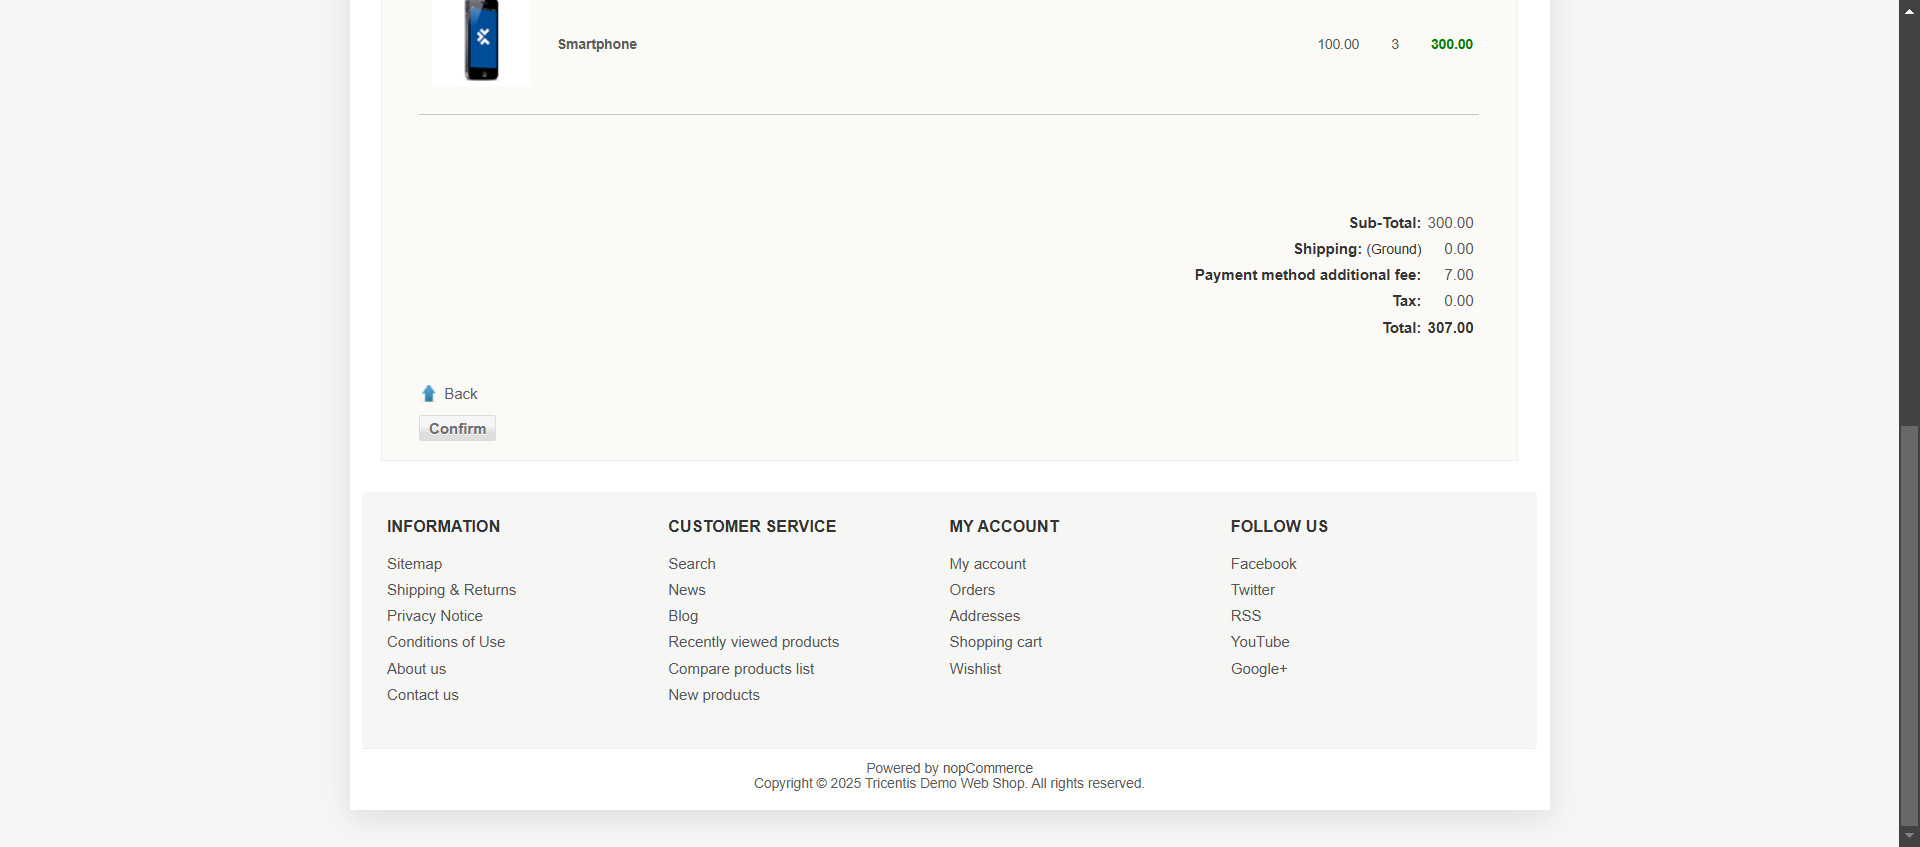 Smartphone 100.00 3 300.00
Sub-Total: 300.00
Shipping: (Ground) 0.00
Payment method additional fee: 7.00
Tax: 0.00
Total: 307.00
Back
Confirm
INFORMATION
Sitemap
Shipping & Returns
Privacy Notice
Conditions of Use
About us
Contact us
CUSTOMER SERVICE
Search
News
Blog
Recently viewed products
Compare products list
New products
MY ACCOUNT
My account
Orders
Addresses
Shopping cart
Wishlist
FOLLOW US
Facebook
Twitter
RSS
YouTube
Google+
Powered by nopCommerce
Copyright © 2025 Tricentis Demo Web Shop. All rights reserved.